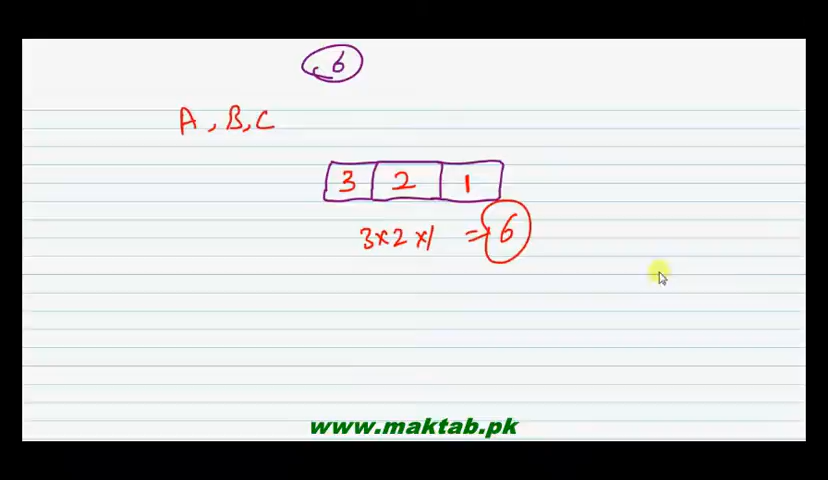 6
A, B, C
3 2 1
3×2×1 = 6
www.maktab.pk